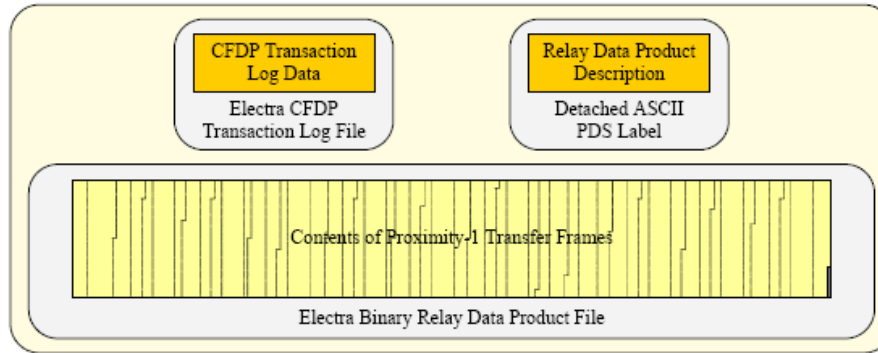 CFDP Transaction
Log Data
Electra CFDP
Transaction Log File
Relay Data Product
Description
Detached ASCII
PDS Label
Contents of Proximity-1 Transfer Frames
Electra Binary Relay Data Product File